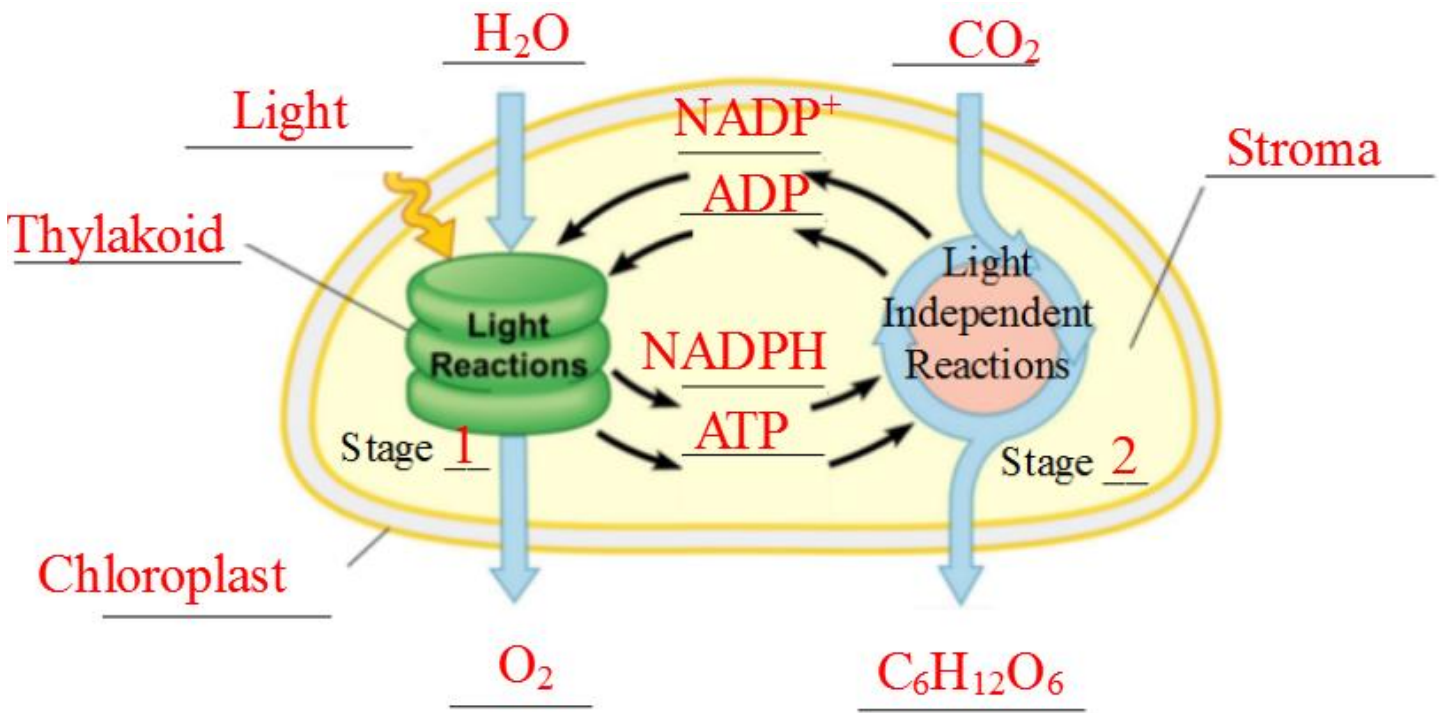 H₂O
CO₂
Light
NADP⁺
Stroma
ADP
Thylakoid
Light
Independent
Reactions
Light
Reactions
NADPH
ATP
Stage 1
Stage 2
Chloroplast
O₂
C₆H₁₂O₆